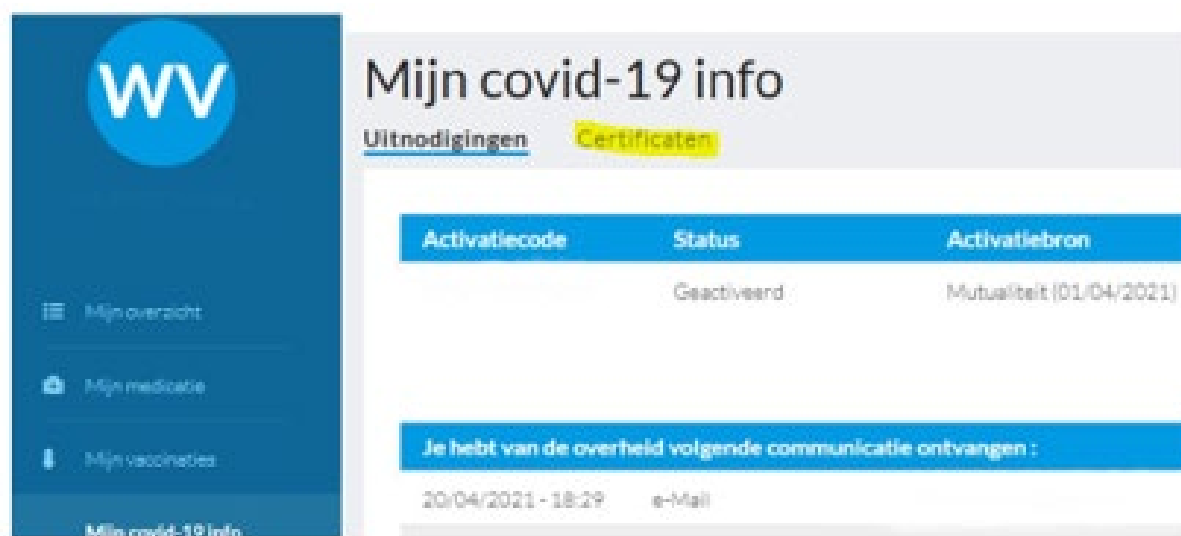 WV
Mijn overzicht
Mijn medicatie
Mijn vaccinaties
Mijn covid-19 info
Mijn covid-19 info
Uitnodigingen Certificaten
Activatiecode Status Activatiebron
Geactiveerd Mutualiteit (01/04/2021)
Je hebt van de overheid volgende communicatie ontvangen :
20/04/2021 - 18:29 e-Mail